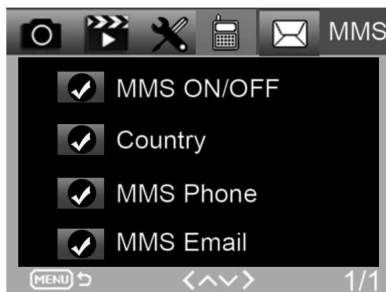 MMS
MMS ON/OFF
Country
MMS Phone
MMS Email
MENU 1/1